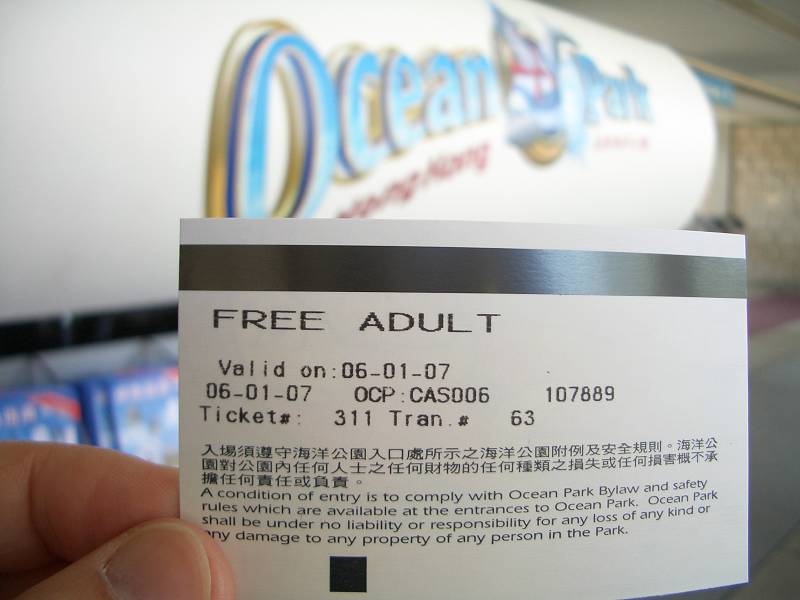 Ocean Park
Hong Kong
FREE ADULT
Valid on:06-01-07
06-01-07 OCP:CAS006 107889
Ticket#: 311 Tran.# 63
入場須遵守海洋公園入口處所示之海洋公園附例及安全規則。海洋公
園對公園內任何人士之任何財物的任何種類之損失或任何損害概不承
擔任何責任或負責。
A condition of entry is to comply with Ocean Park Bylaw and safety
rules which are available at the entrances to Ocean Park. Ocean Park
shall be under no liability or responsibility for any loss of any kind or
any damage to any property of any person in the Park.